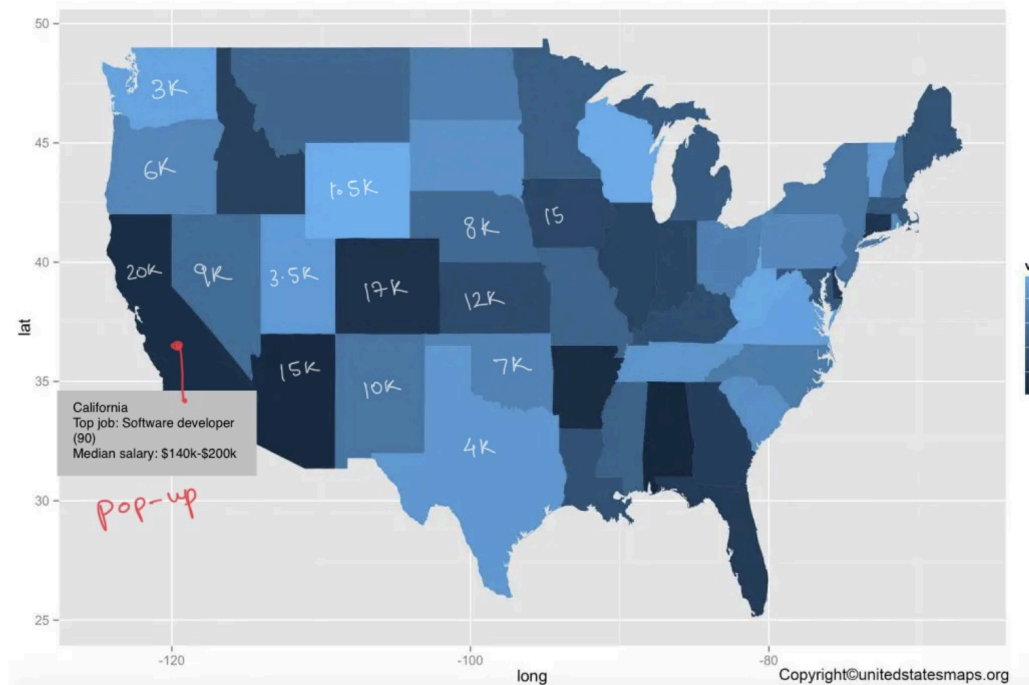 50
45
40
35
30
25
lat
3K
6K
1.5K
8K
15
20K
9K
3.5K
17K
12K
15K
10K
7K
4K
California
Top job: Software developer
(90)
Median salary: $140k-$200k
pop-up
-120
-100
-80
long
Copyright©unitedstatesmaps.org